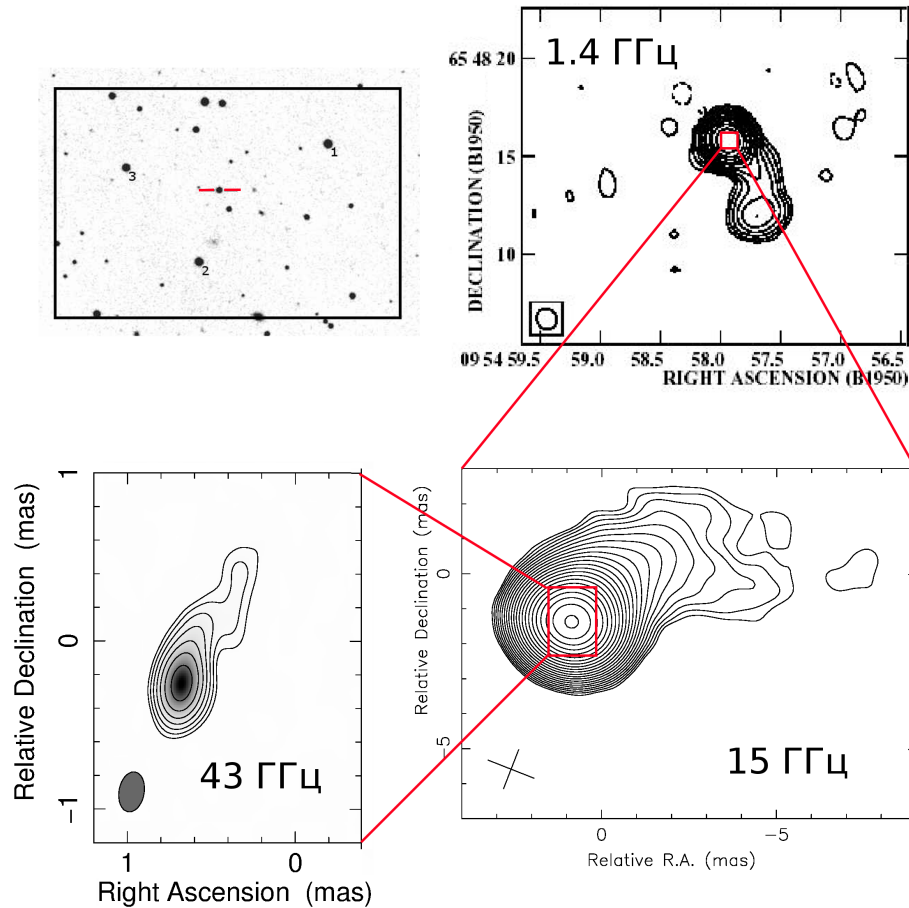 1
3
2
1.4 ГГц
65 48 20
15
10
DECLINATION (B1950)
09 54 59.5 59.0 58.5 58.0 57.5 57.0 56.5
RIGHT ASCENSION (B1950)
1
0
−1
Relative Declination (mas)
43 ГГц
1 0
Right Ascension (mas)
0
−5
Relative Declination (mas)
15 ГГц
0 −5
Relative R.A. (mas)